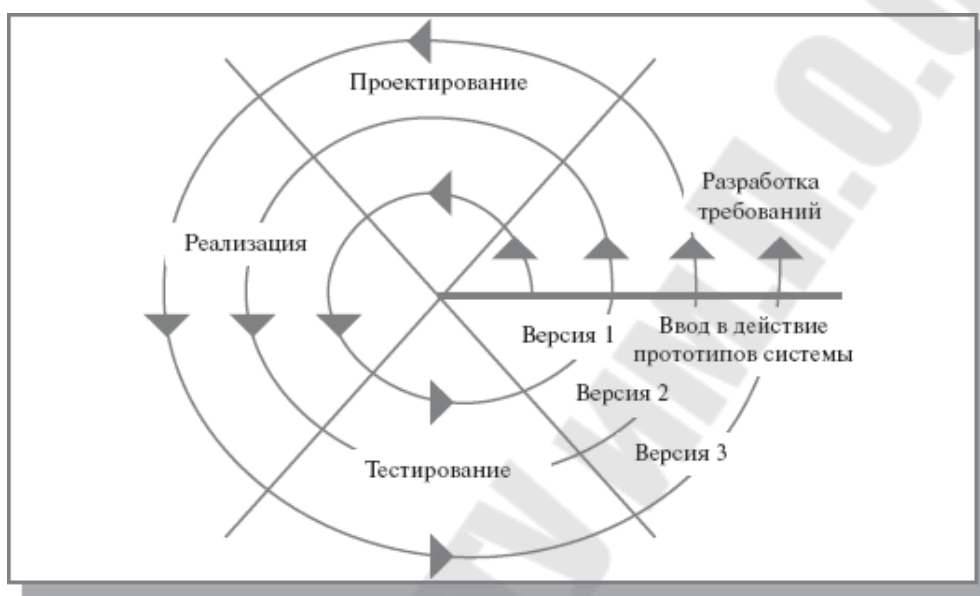 Проектирование
Разработка
требований
Реализация
Версия 1
Ввод в действие
прототипов системы
Версия 2
Версия 3
Тестирование